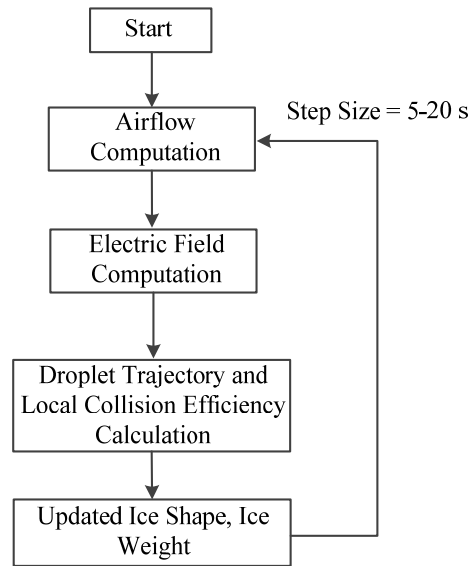 Start
Step Size = 5-20 s
Airflow
Computation
Electric Field
Computation
Droplet Trajectory and
Local Collision Efficiency
Calculation
Updated Ice Shape, Ice
Weight